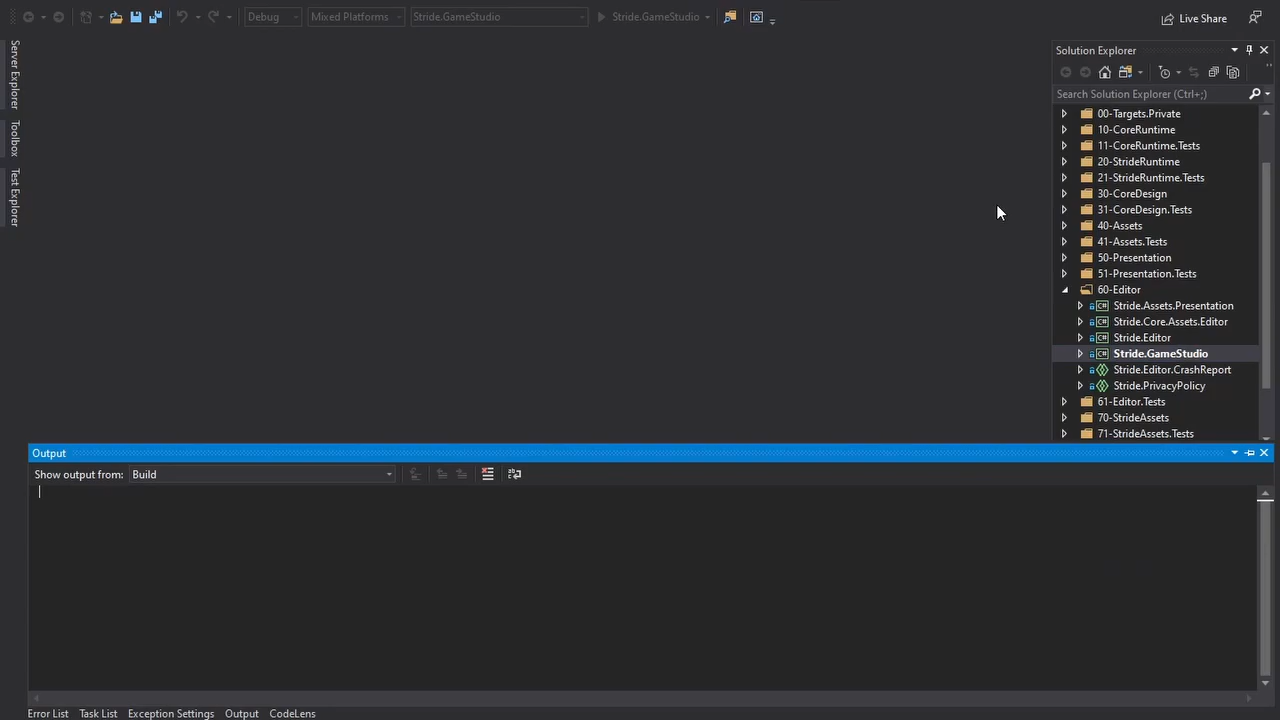 Debug
Mixed Platforms
Stride.GameStudio
Stride.GameStudio
Live Share
Server Explorer
Toolbox
Test Explorer
Solution Explorer
Search Solution Explorer (Ctrl+;)
00-Targets.Private
10-CoreRuntime
11-CoreRuntime.Tests
20-StrideRuntime
21-StrideRuntime.Tests
30-CoreDesign
31-CoreDesign.Tests
40-Assets
41-Assets.Tests
50-Presentation
51-Presentation.Tests
60-Editor
C# Stride.Assets.Presentation
C# Stride.Core.Assets.Editor
C# Stride.Editor
C# Stride.GameStudio
Stride.Editor.CrashReport
Stride.PrivacyPolicy
61-Editor.Tests
70-StrideAssets
71-StrideAssets.Tests
Output
Show output from: Build
Error List Task List Exception Settings Output CodeLens